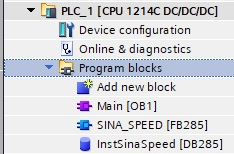 PLC_1 [CPU 1214C DC/DC/DC]
Device configuration
Online & diagnostics
Program blocks
Add new block
Main [OB1]
SINA_SPEED [FB285]
InstSinaSpeed [DB285]